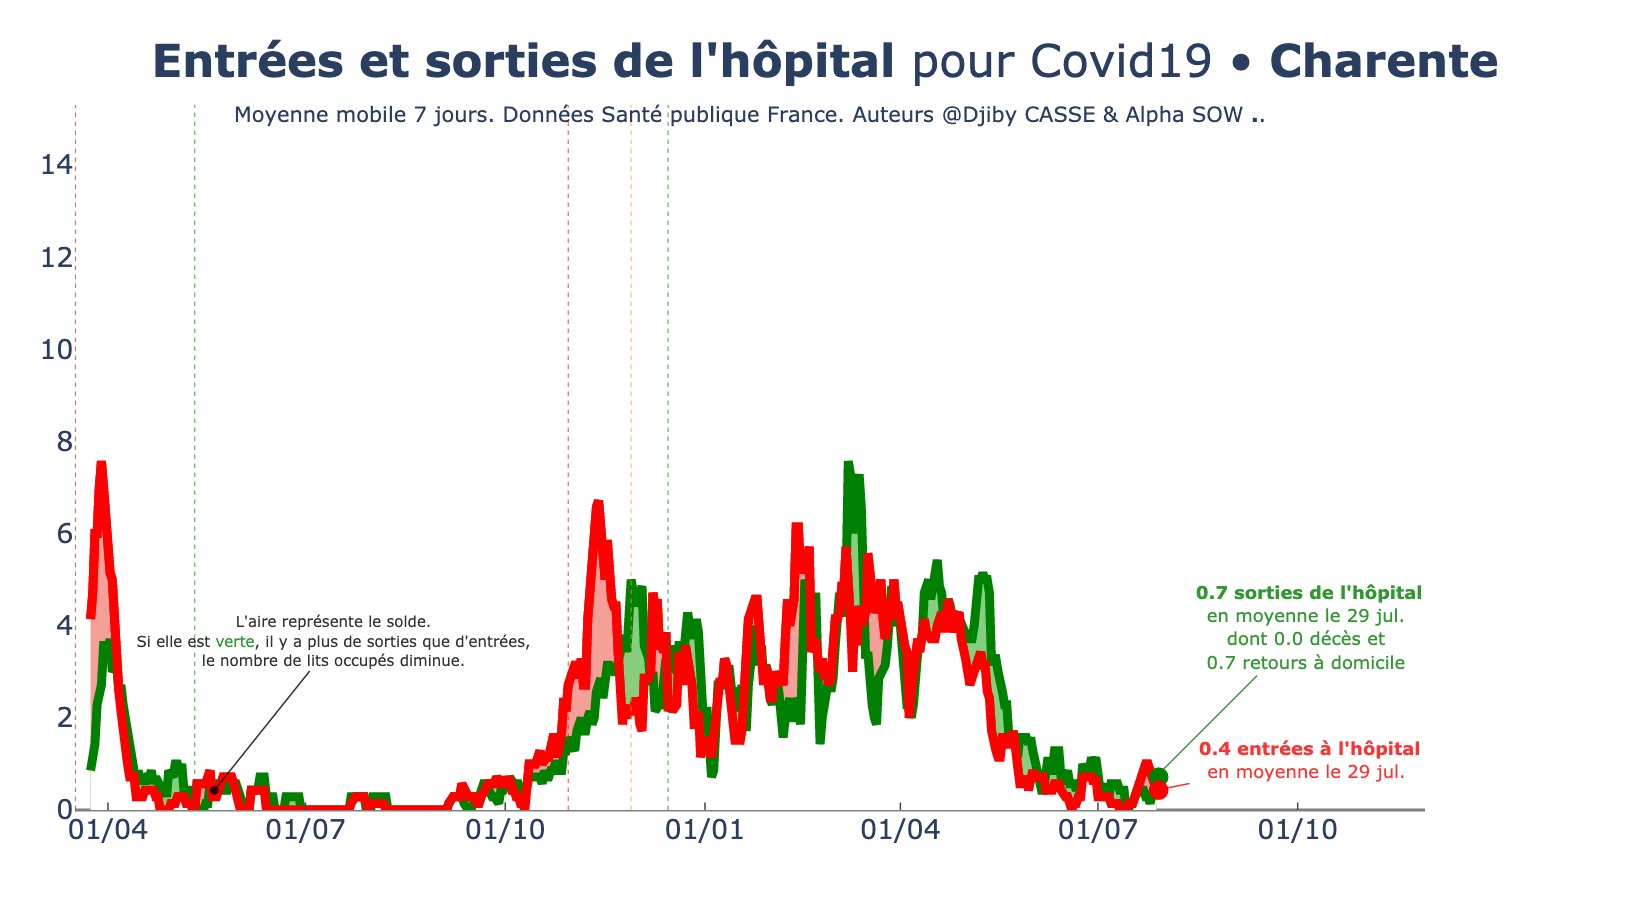 Entrées et sorties de l'hôpital pour Covid19 • Charente
Moyenne mobile 7 jours. Données Santé publique France. Auteurs @Djiby CASSE & Alpha SOW ..
14
12
10
8
6
4
2
0
L'aire représente le solde.
Si elle est verte, il y a plus de sorties que d'entrées,
le nombre de lits occupés diminue.
0.7 sorties de l'hôpital
en moyenne le 29 jul.
dont 0.0 décès et
0.7 retours à domicile
0.4 entrées à l'hôpital
en moyenne le 29 jul.
01/04 01/07 01/10 01/01 01/04 01/07 01/10